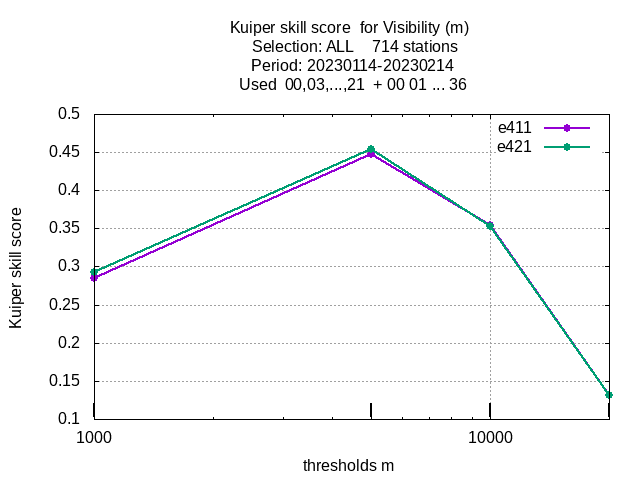 Kuiper skill score  for Visibility (m)
Selection: ALL    714 stations
Period: 20230114-20230214
Used  00,03,...,21  + 00 01 ... 36
e411
e421
0.5
0.45
0.4
0.35
0.3
0.25
0.2
0.15
0.1
Kuiper skill score
1000
10000
thresholds m